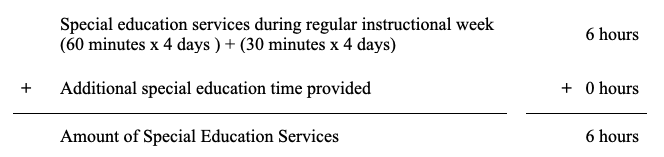 Special education services during regular instructional week
(60 minutes x 4 days ) + (30 minutes x 4 days)
6 hours
+ Additional special education time provided + 0 hours
Amount of Special Education Services 6 hours